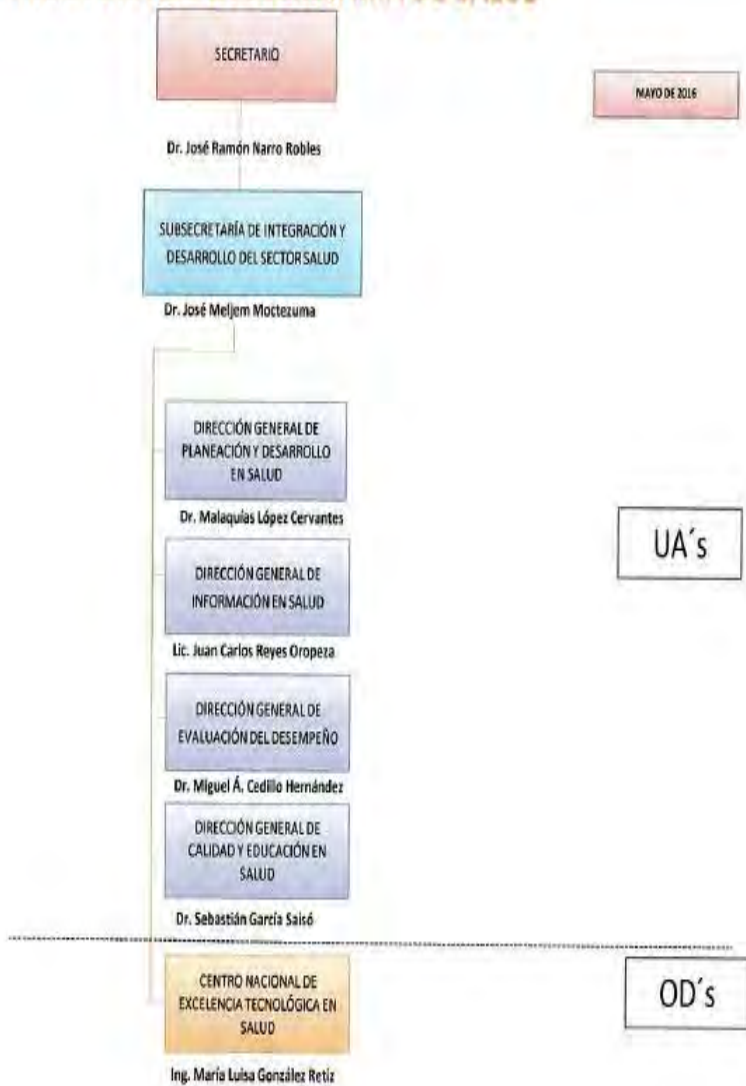 SECRETARIO
MAYO DE 2016
Dr. José Ramón Narro Robles
SUBSECRETARÍA DE INTEGRACIÓN Y
DESARROLLO DEL SECTOR SALUD
Dr. José Meljem Moctezuma
DIRECCIÓN GENERAL DE
PLANEACIÓN Y DESARROLLO
EN SALUD
Dr. Malaquías López Cervantes
UA´s
DIRECCIÓN GENERAL DE
INFORMACIÓN EN SALUD
Lic. Juan Carlos Reyes Oropeza
DIRECCIÓN GENERAL DE
EVALUACIÓN DEL DESEMPEÑO
Dr. Miguel Á. Cedillo Hernández
DIRECCIÓN GENERAL DE
CALIDAD Y EDUCACIÓN EN
SALUD
Dr. Sebastián García Saisó
CENTRO NACIONAL DE
EXCELENCIA TECNOLÓGICA EN
SALUD
OD´s
Ing. María Luisa González Retiz